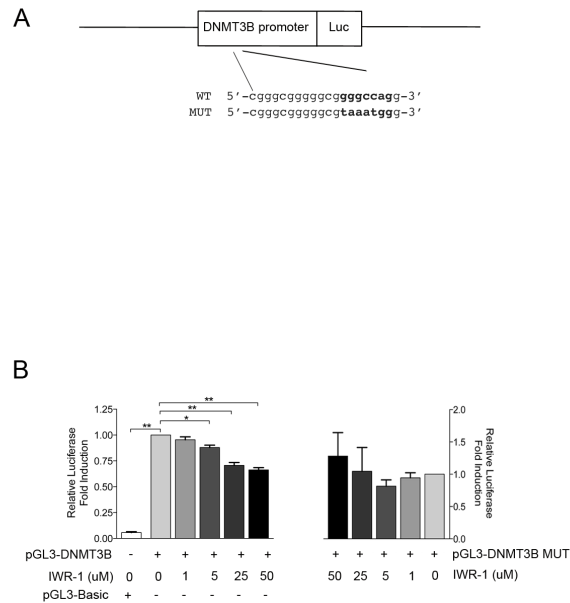 A
DNMT3B promoter Luc
WT 5’-cgggcgggggcggggccagg-3’
MUT 5’-cgggcgggggcgtaaatggg-3’
B
Relative Luciferase
Fold Induction
1.25
1.00
0.75
0.50
0.25
0.00
** * ** **
pGL3-DNMT3B - + + + + +
IWR-1 (uM) 0 0 1 5 25 50
pGL3-Basic + - - - - -
2.0
1.5
1.0
0.5
0.0
Relative Luciferase
Fold Induction
+ + + + + pGL3-DNMT3B MUT
50 25 5 1 0 IWR-1 (uM)